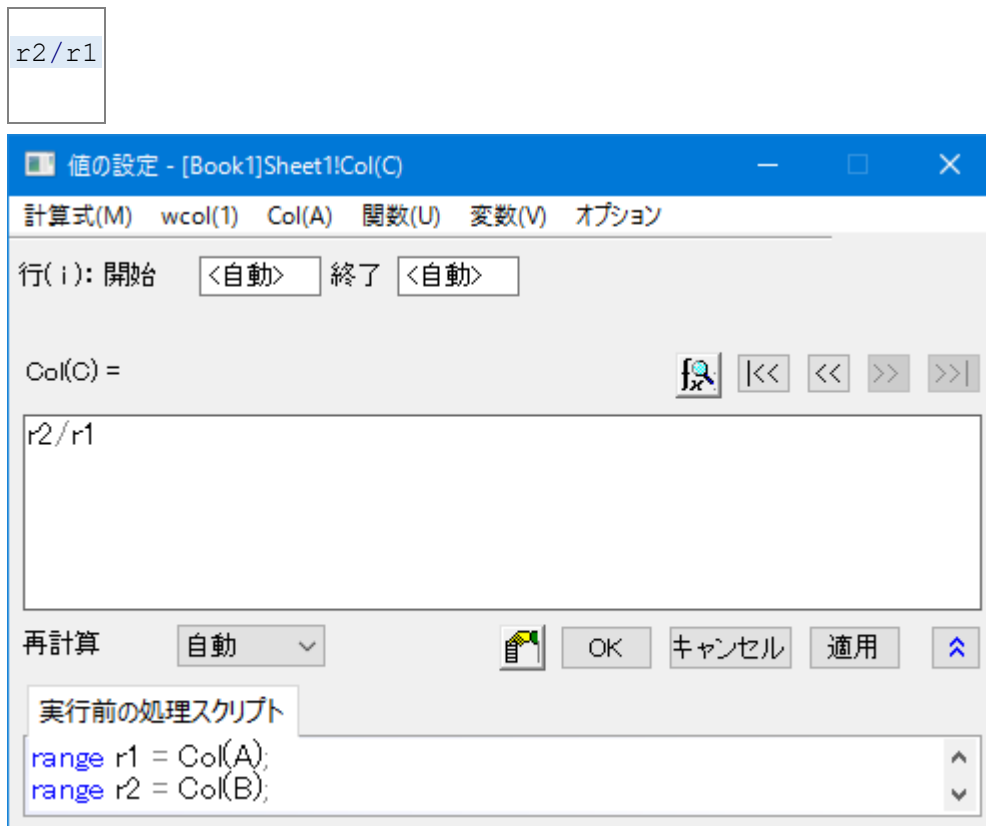 r2/r1
値の設定 - [Book1]Sheet1!Col(C)
計算式(M) wcol(1) Col(A) 関数(U) 変数(V) オプション
行(i): 開始 <自動> 終了 <自動>
Col(C) =
|<< << >> >>|
r2/r1
再計算 自動 OK キャンセル 適用
実行前の処理スクリプト
range r1 = Col(A);
range r2 = Col(B);